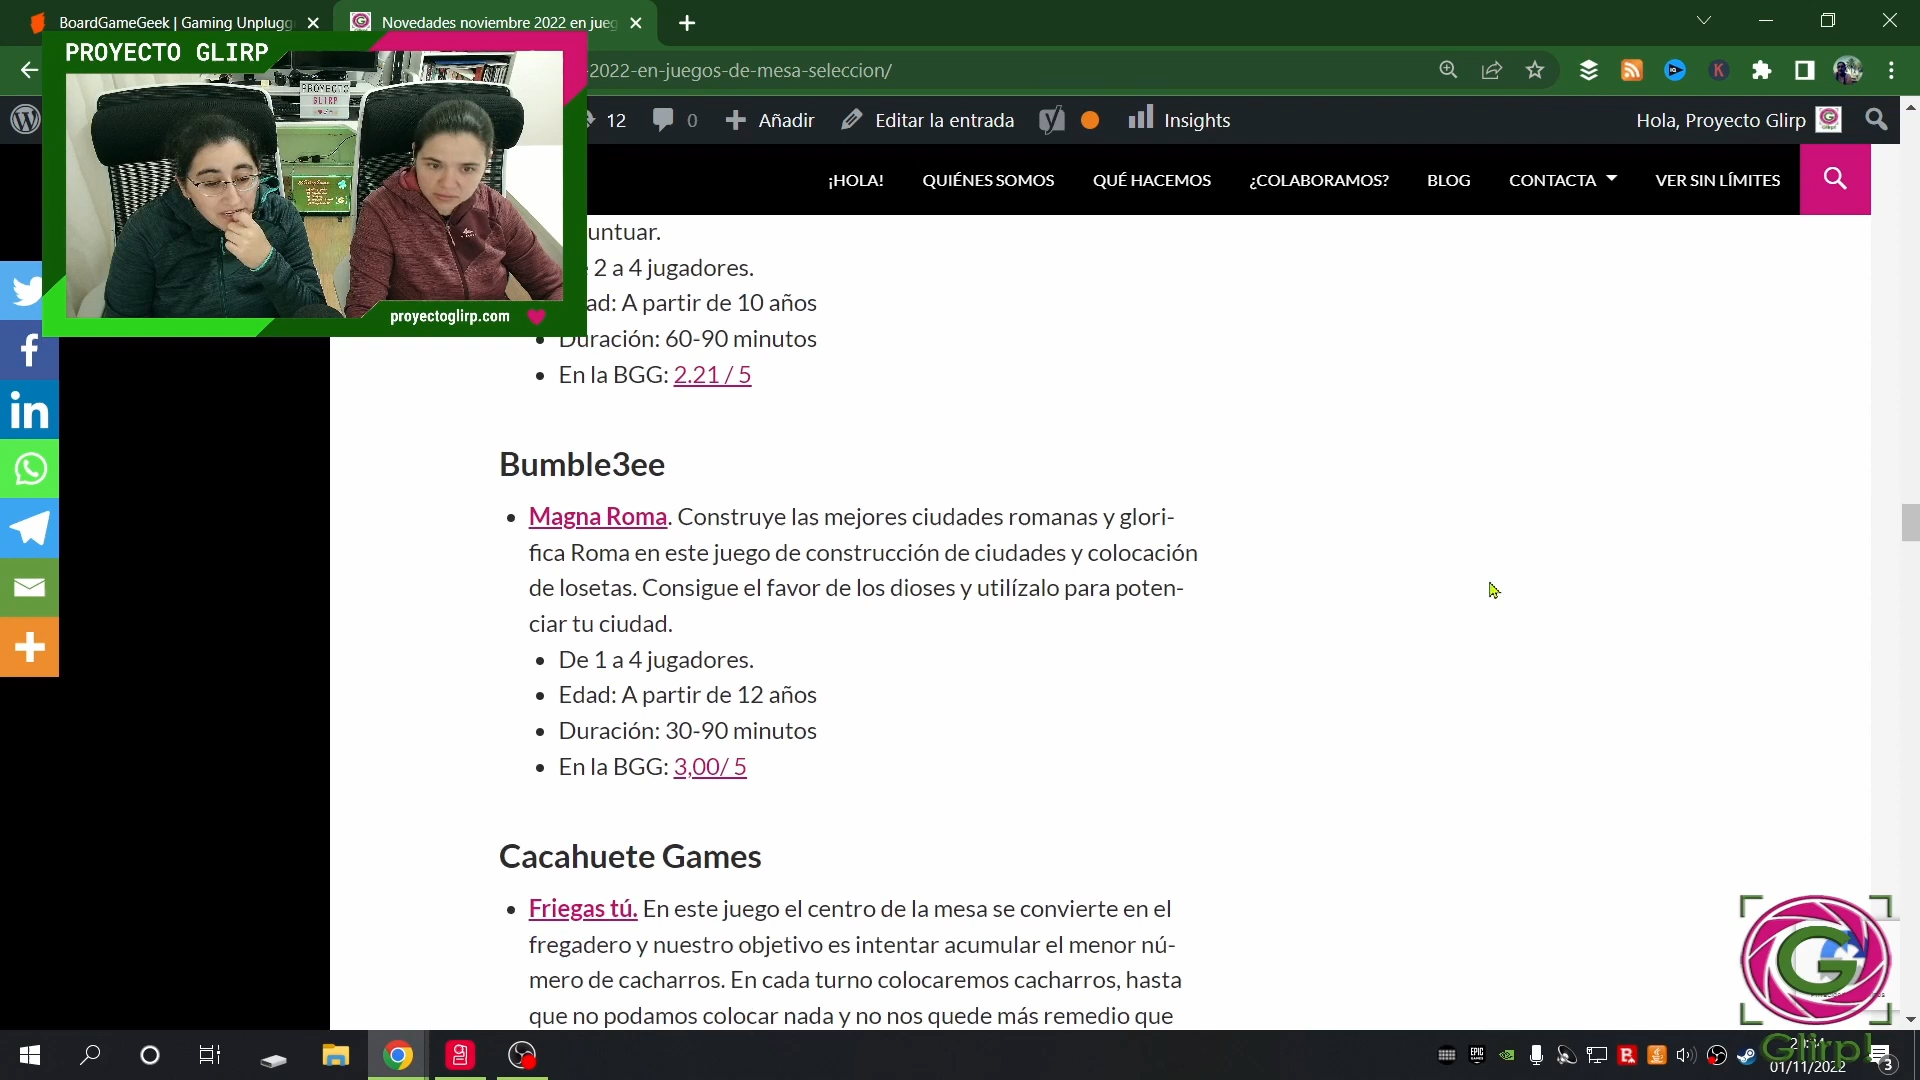 BoardGameGeek | Gaming Unplugg
Novedades noviembre 2022 en jueg
PROYECTO GLIRP
2022-en-juegos-de-mesa-seleccion/
PROYECTO
GLIRP
12
0
Añadir
Editar la entrada
Insights
Hola, Proyecto Glirp
¡HOLA!
QUIÉNES SOMOS
QUÉ HACEMOS
¿COLABORAMOS?
BLOG
CONTACTA
VER SIN LÍMITES
untuar.
2 a 4 jugadores.
ad: A partir de 10 años
proyectoglirp.com
Duración: 60-90 minutos
En la BGG: 2.21 / 5
Bumble3ee
Magna Roma. Construye las mejores ciudades romanas y glori-
fica Roma en este juego de construcción de ciudades y colocación
de losetas. Consigue el favor de los dioses y utilízalo para poten-
ciar tu ciudad.
De 1 a 4 jugadores.
Edad: A partir de 12 años
Duración: 30-90 minutos
En la BGG: 3,00/ 5
Cacahuete Games
Friegas tú. En este juego el centro de la mesa se convierte en el
fregadero y nuestro objetivo es intentar acumular el menor nú-
mero de cacharros. En cada turno colocaremos cacharros, hasta
que no podamos colocar nada y no nos quede más remedio que
G
Glirp!
01/11/2022
3